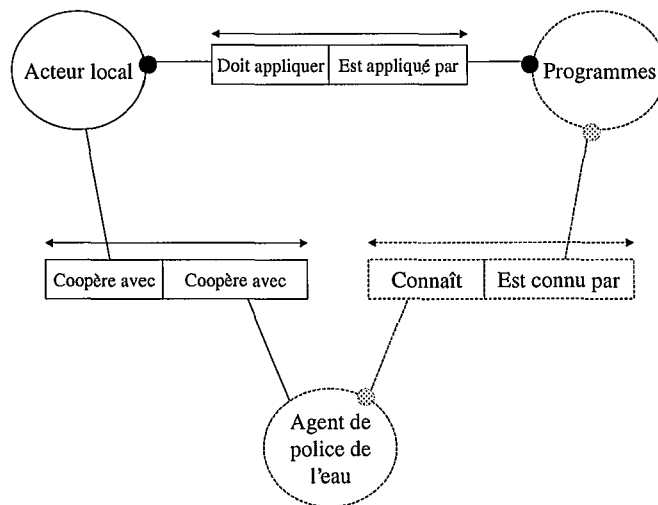 Acteur local
Doit appliquer
Est appliqué par
Programmes
Coopère avec
Coopère avec
Connaît
Est connu par
Agent de
police de
l'eau